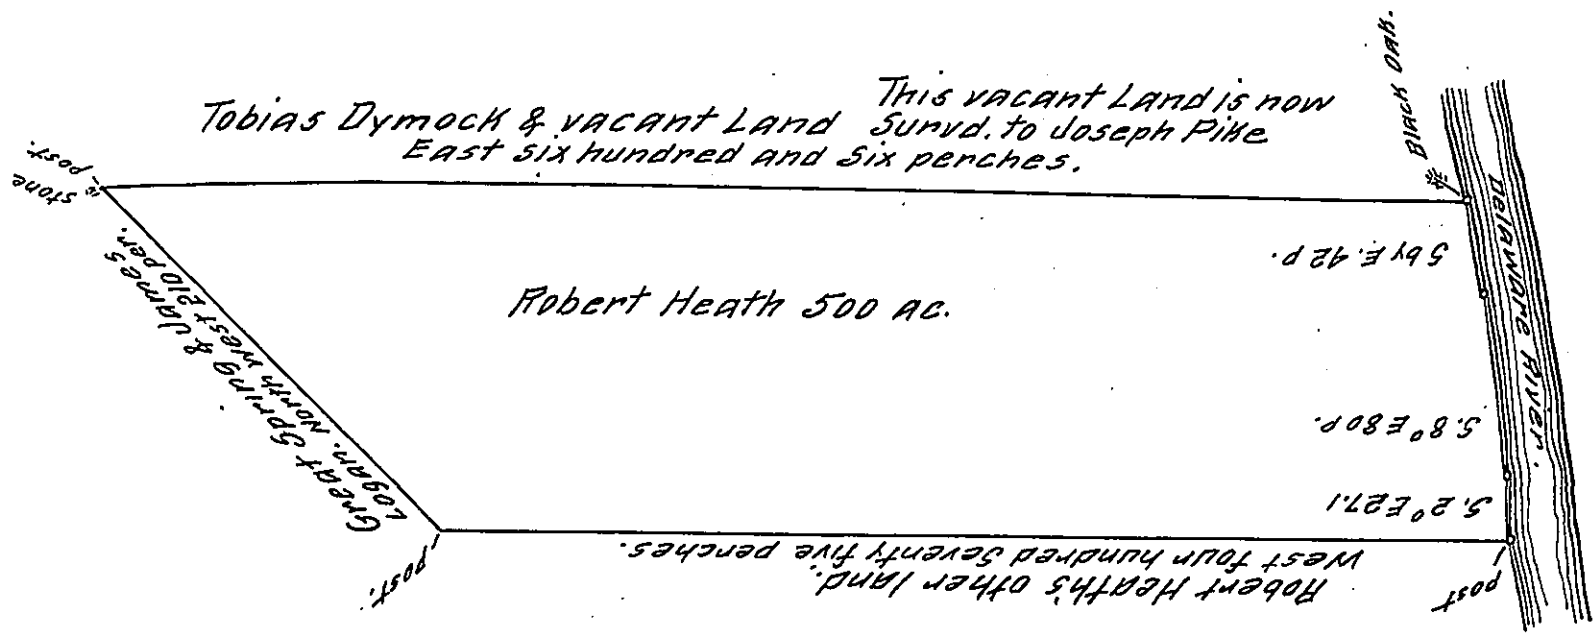 Black Oak.
This vacant Land is now
Tobias Dymock & vacant Land Survd. to Joseph Pike
East six hundred and Six perches.
stone
post.
Delaware River.
S by E. 42 p.
Great Spring & James
Logan. North West 210 per.
Robert Heath 500 ac.
S. 8° E 80 P.
S. 2° E 27.1
West four hundred Seventy five perches.
Robert Heath's other land.
post.
post